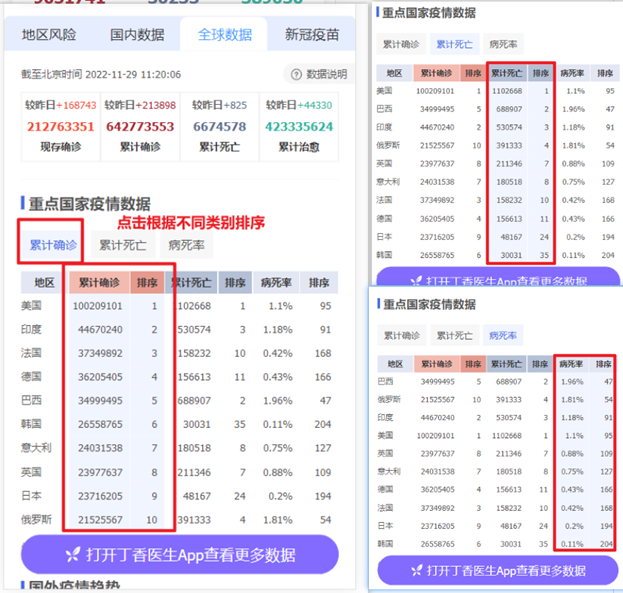 地区风险 国内数据 全球数据 新冠疫苗
截至北京时间 2022-11-29 11:20:06 ? 数据说明
较昨日+168743 较昨日+213898 较昨日+825 较昨日+44330
212763351 642773553 6674578 423335624
现存确诊 累计确诊 累计死亡 累计治愈
重点国家疫情数据
点击根据不同类别排序
累计确诊 累计死亡 病死率
地区 累计确诊 排序 累计死亡 排序 病死率 排序
美国 100209101 1 102668 1 1.1% 95
印度 44670240 2 530574 3 1.18% 91
法国 37349892 3 158232 10 0.42% 168
德国 36205405 4 156613 11 0.43% 166
巴西 34999495 5 688907 2 1.96% 47
韩国 26558765 6 30031 35 0.11% 204
意大利 24031538 7 180518 8 0.75% 127
英国 23977637 8 211346 7 0.88% 109
日本 23716205 9 48167 24 0.2% 194
俄罗斯 21525567 10 391333 4 1.81% 54
打开丁香医生App查看更多数据
国外疫情趋势
重点国家疫情数据
累计确诊 累计死亡 病死率
地区 累计确诊 排序 累计死亡 排序 病死率 排序
美国 100209101 1 1102668 1 1.1% 95
巴西 34999495 5 688907 2 1.96% 47
印度 44670240 2 530574 3 1.18% 91
俄罗斯 21525567 10 391333 4 1.81% 54
英国 23977637 8 211346 7 0.88% 109
意大利 24031538 7 180518 8 0.75% 127
法国 37349892 3 158232 10 0.42% 168
德国 36205405 4 156613 11 0.43% 166
日本 23716205 9 48167 24 0.2% 194
韩国 26558765 6 30031 35 0.11% 204
打开丁香医生App查看更多数据
重点国家疫情数据
累计确诊 累计死亡 病死率
地区 累计确诊 排序 累计死亡 排序 病死率 排序
巴西 34999495 5 688907 2 1.96% 47
俄罗斯 21525567 10 391333 4 1.81% 54
印度 44670240 2 530574 3 1.18% 91
美国 100209101 1 1102668 1 1.1% 95
英国 23977637 8 211346 7 0.88% 109
意大利 24031538 7 180518 8 0.75% 127
德国 36205405 4 156613 11 0.43% 166
法国 37349892 3 158232 10 0.42% 168
日本 23716205 9 48167 24 0.2% 194
韩国 26558765 6 30031 35 0.11% 204
打开丁香医生App查看更多数据